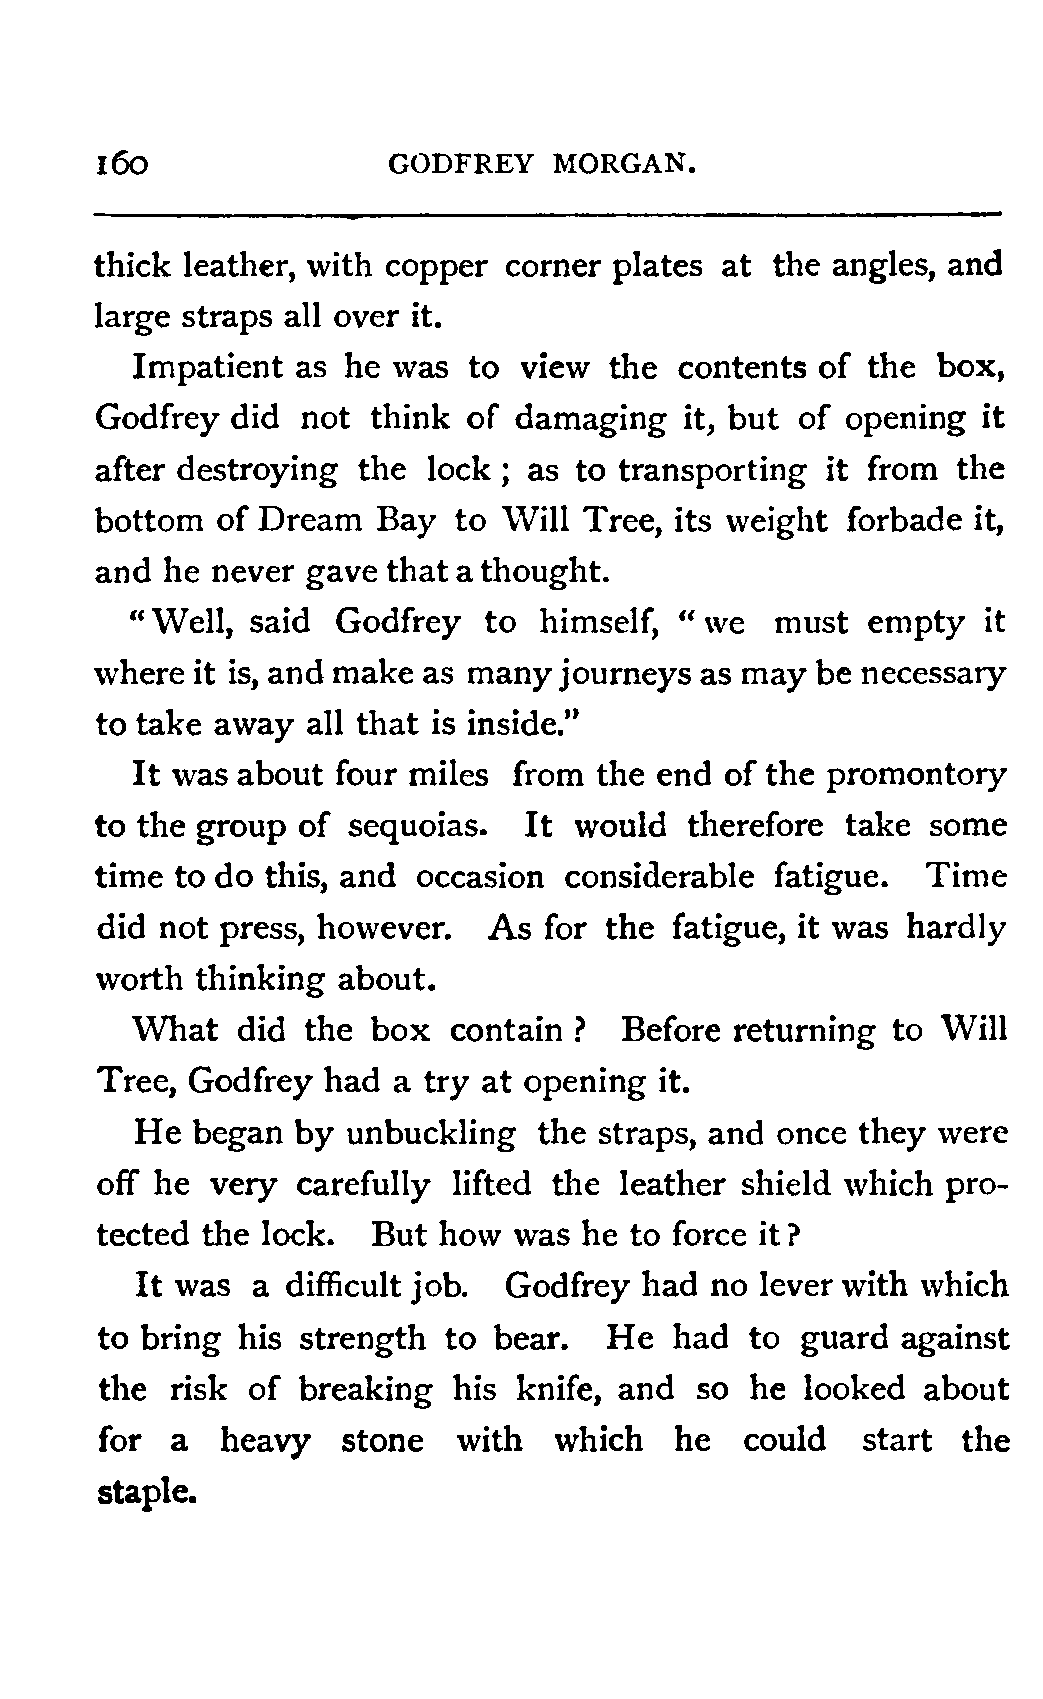 160 GODFREY MORGAN.
thick leather, with copper corner plates at the angles, and
large straps all over it.
Impatient as he was to view the contents of the box,
Godfrey did not think of damaging it, but of opening it
after destroying the lock ; as to transporting it from the
bottom of Dream Bay to Will Tree, its weight forbade it,
and he never gave that a thought.
“ Well, said Godfrey to himself, “ we must empty it
where it is, and make as many journeys as may be necessary
to take away all that is inside.”
It was about four miles from the end of the promontory
to the group of sequoias. It would therefore take some
time to do this, and occasion considerable fatigue. Time
did not press, however. As for the fatigue, it was hardly
worth thinking about.
What did the box contain ? Before returning to Will
Tree, Godfrey had a try at opening it.
He began by unbuckling the straps, and once they were
off he very carefully lifted the leather shield which pro-
tected the lock. But how was he to force it ?
It was a difficult job. Godfrey had no lever with which
to bring his strength to bear. He had to guard against
the risk of breaking his knife, and so he looked about
for a heavy stone with which he could start the
staple.